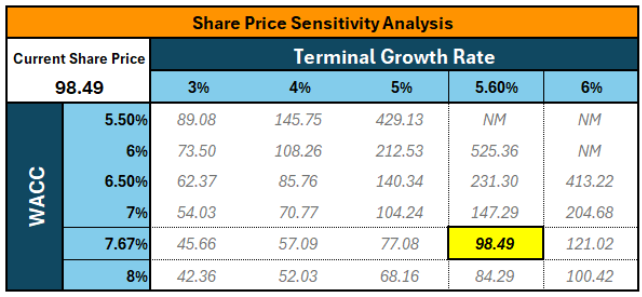 Share Price Sensitivity Analysis
Current Share Price Terminal Growth Rate
98.49 3% 4% 5% 5.60% 6%
WACC
5.50% 89.08 145.75 429.13 NM NM
6% 73.50 108.26 212.53 525.36 NM
6.50% 62.37 85.76 140.34 231.30 413.22
7% 54.03 70.77 104.24 147.29 204.68
7.67% 45.66 57.09 77.08 98.49 121.02
8% 42.36 52.03 68.16 84.29 100.42